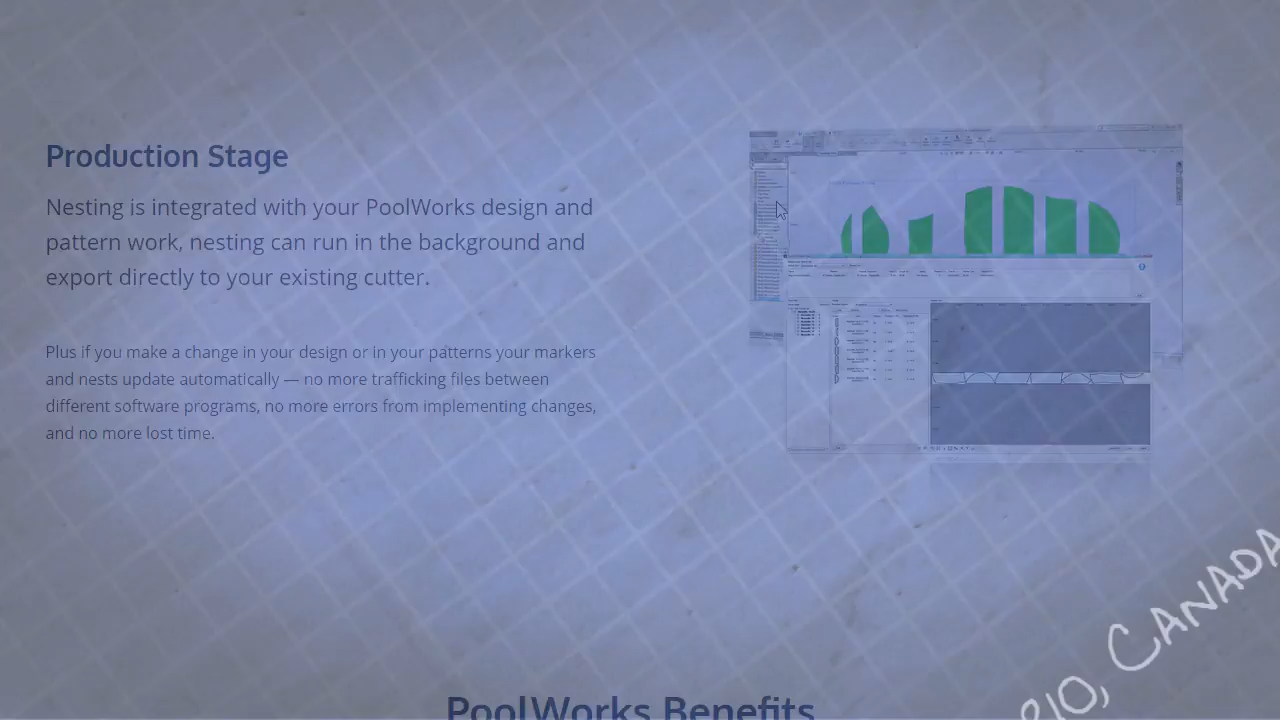 Production Stage
Nesting is integrated with your PoolWorks design and
pattern work, nesting can run in the background and
export directly to your existing cutter.
Plus if you make a change in your design or in your patterns your markers
and nests update automatically — no more trafficking files between
different software programs, no more errors from implementing changes,
and no more lost time.
CANADA
PoolWorks Benefits